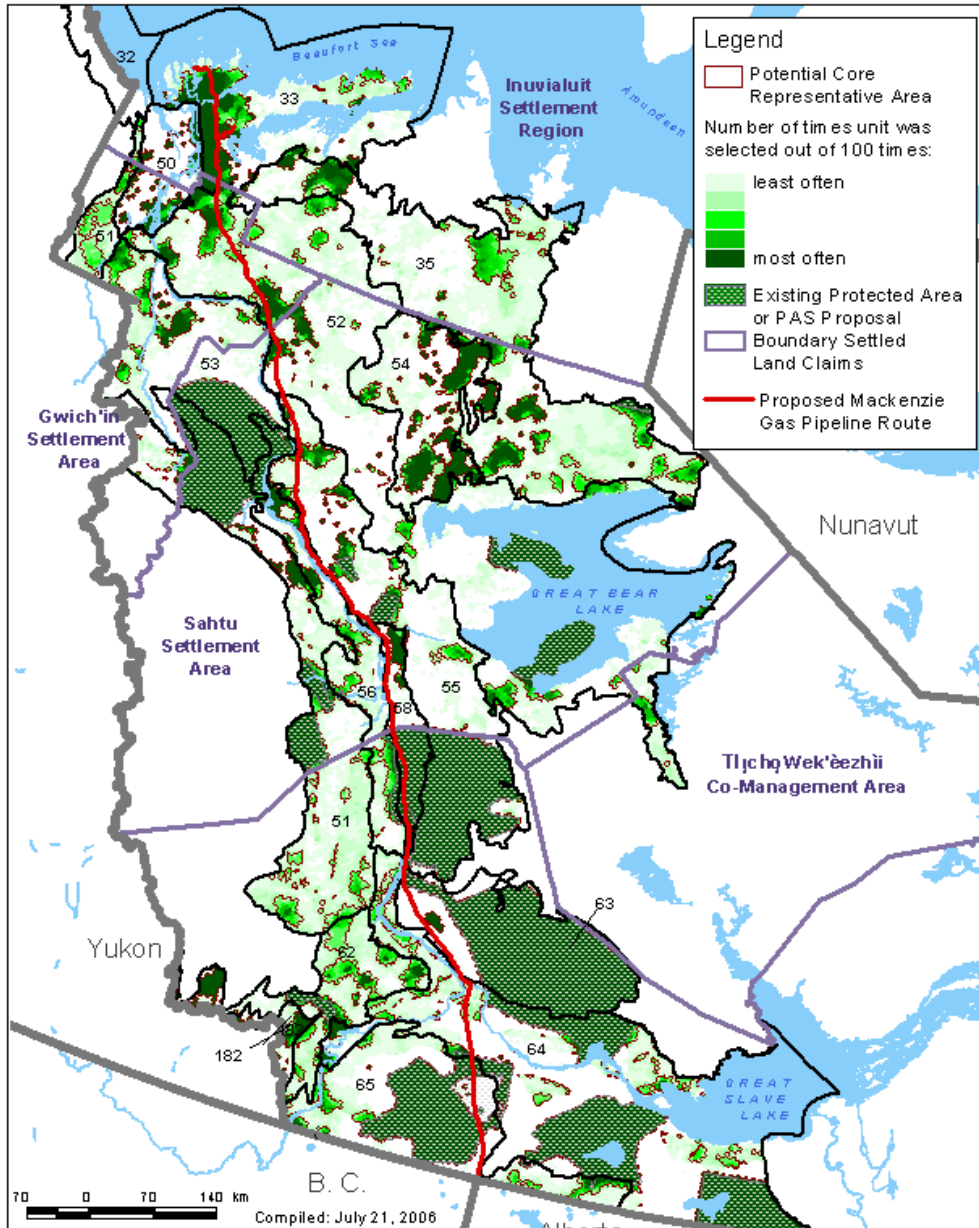 Beaufort Sea
32
33
Inuvialuit
Settlement
Region
Amundsen
50
51
35
52
53
54
Gwich'in
Settlement
Area
Nunavut
GREAT BEAR
LAKE
Sahtu
Settlement
Area
56
55
58
Tłı̨chǫ Wek'èezhìi
Co-Management Area
51
63
Yukon
62
182
182
64
65
GREAT
SLAVE
LAKE
B. C.
Alberta
70 0 70 140 km
Compiled: July 21, 2006
Legend
Potential Core
Representative Area
Number of times unit was
selected out of 100 times:
least often
most often
Existing Protected Area
or PAS Proposal
Boundary Settled
Land Claims
Proposed Mackenzie
Gas Pipeline Route